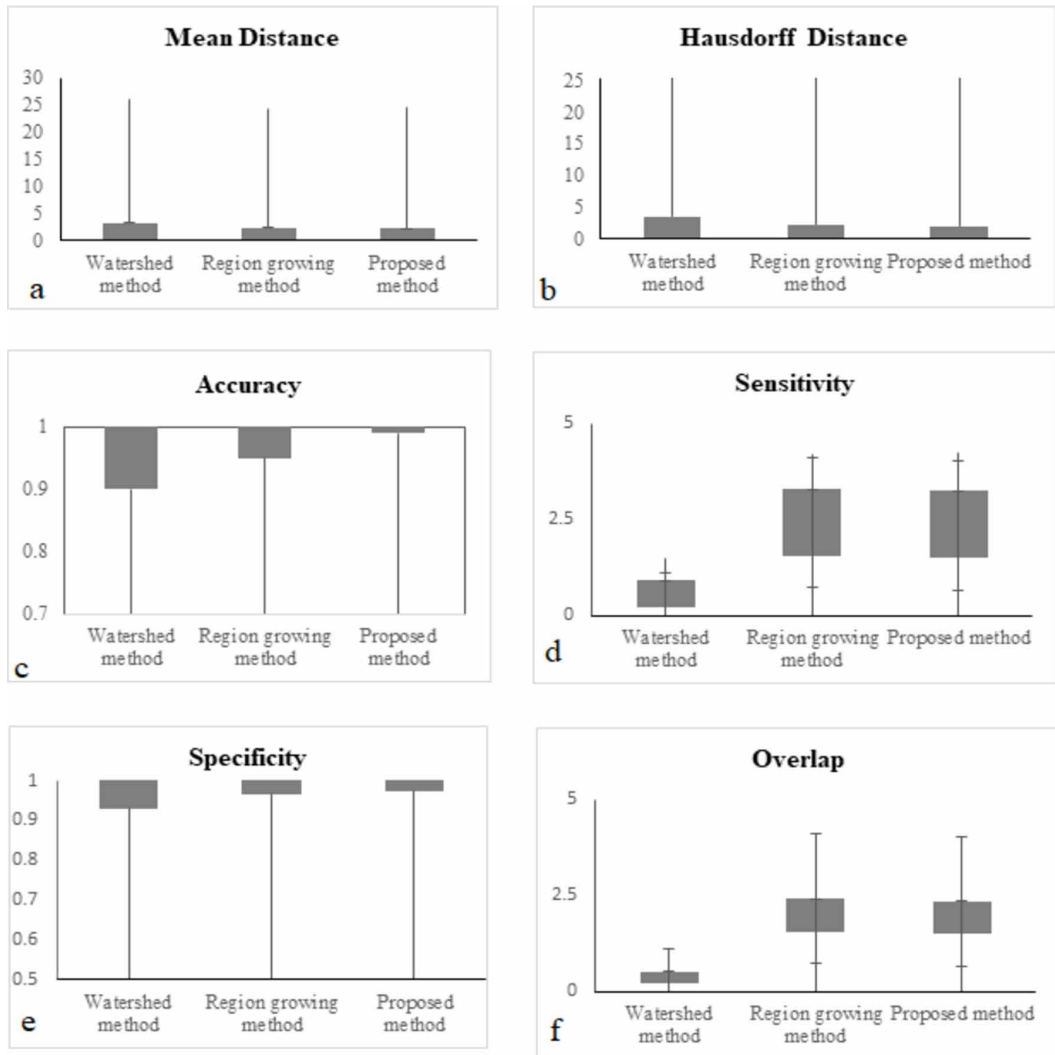 Mean Distance
30
25
20
15
10
5
0
Watershed
method
Region growing
method
Proposed
method
a
Hausdorff Distance
25
20
15
10
5
0
Watershed
method
Region growing
method
Proposed method
b
Accuracy
1
0.9
0.8
0.7
Watershed
method
Region growing
method
Proposed
method
c
Sensitivity
5
2.5
0
Watershed
method
Region growing
method
Proposed method
d
Specificity
1
0.9
0.8
0.7
0.6
0.5
Watershed
method
Region growing
method
Proposed
method
e
Overlap
5
2.5
0
Watershed
method
Region growing
method
Proposed method
f